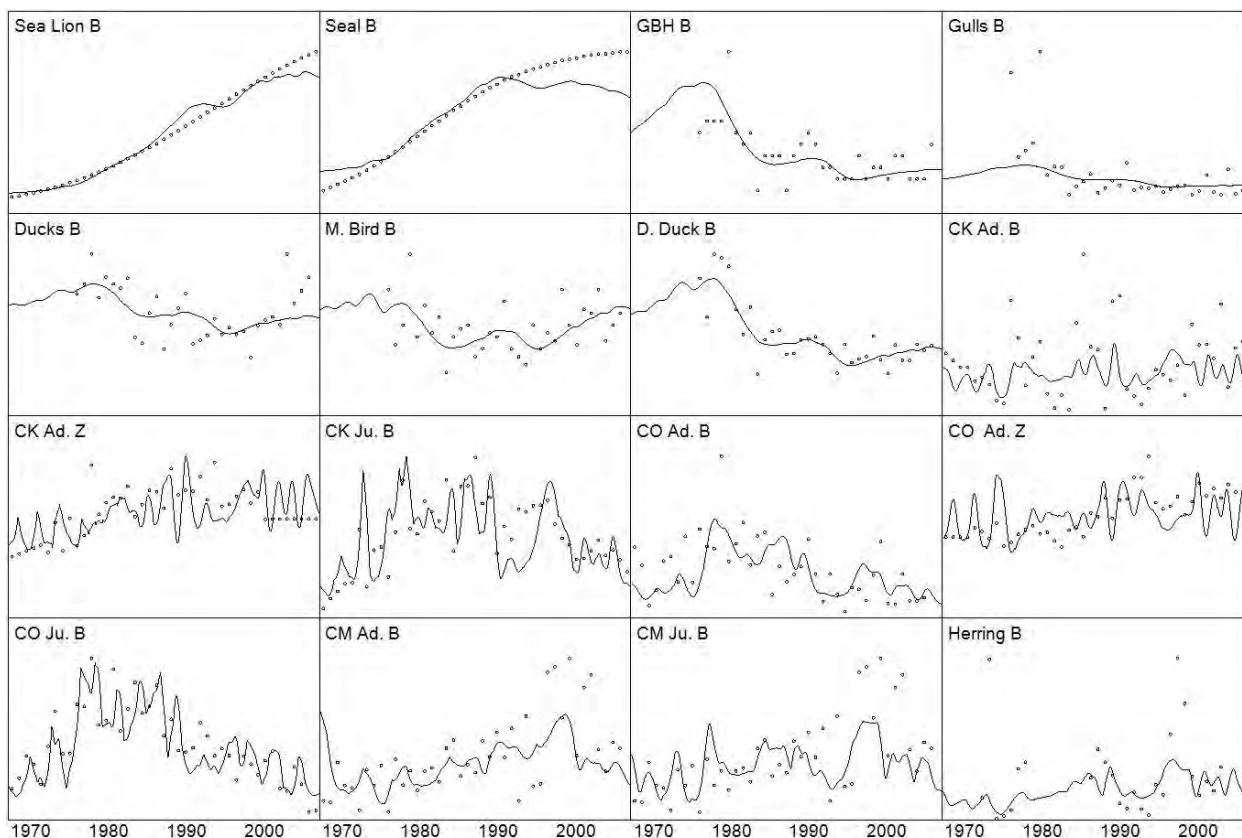 Sea Lion B
Seal B
GBH B
Gulls B
Ducks B
M. Bird B
D. Duck B
CK Ad. B
CK Ad. Z
CK Ju. B
CO Ad. B
CO Ad. Z
CO Ju. B
CM Ad. B
CM Ju. B
Herring B
1970 1980 1990 2000
1970 1980 1990 2000
1970 1980 1990 2000
1970 1980 1990 2000